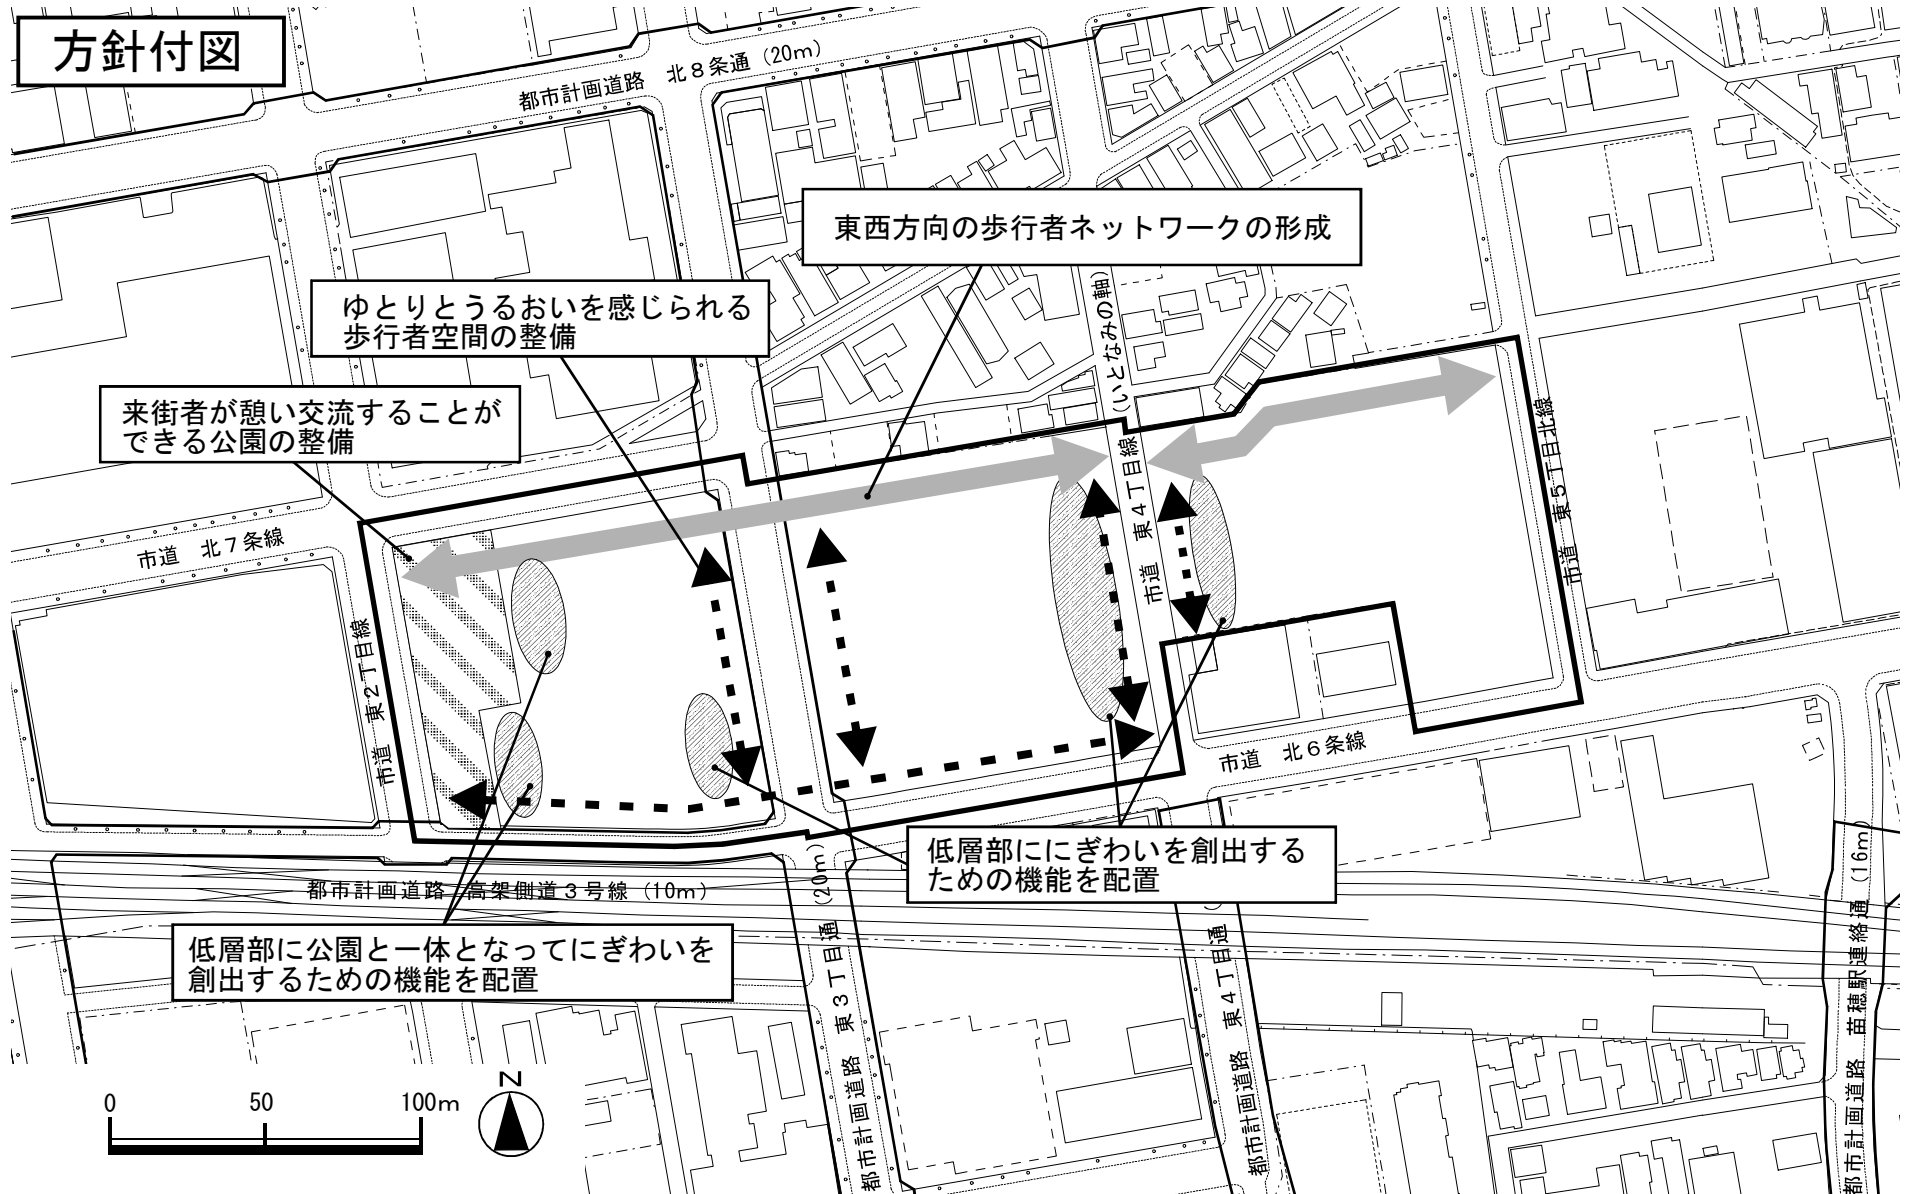 方針付図
都市計画道路 北8条通（20m）
東西方向の歩行者ネットワークの形成
ゆとりとうるおいを感じられる
歩行者空間の整備
来街者が憩い交流することが
できる公園の整備
市道 北7条線
市道 東2丁目線
市道 東4丁目線
（いとなみの軸）
市道 東5丁目北線
市道 北6条線
低層部ににぎわいを創出する
ための機能を配置
都市計画道路 高架側道3号線（10m）
低層部に公園と一体となってにぎわいを
創出するための機能を配置
都市計画道路 東3丁目通（20m）
都市計画道路 東4丁目通
都市計画道路 苗穂駅連絡通（16m）
0 50 100m
N